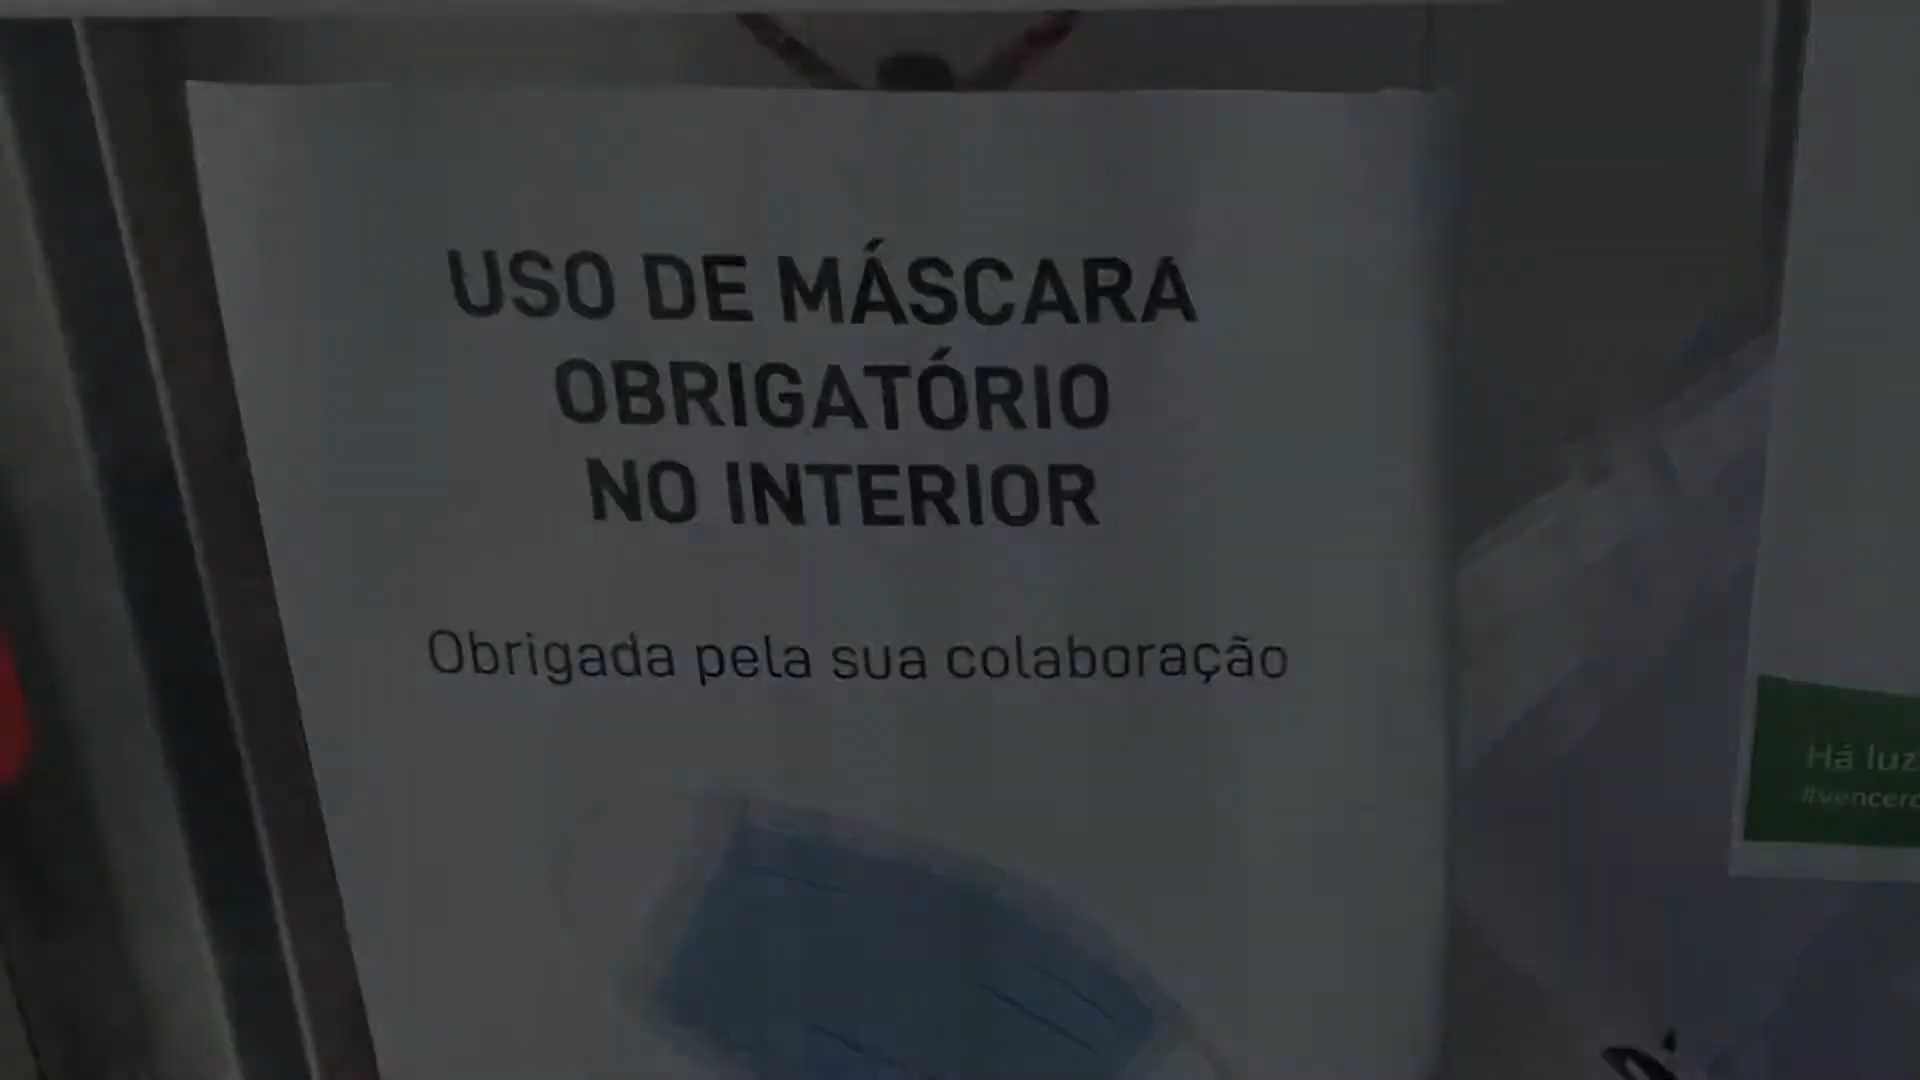 USO DE MÁSCARA
OBRIGATÓRIO
NO INTERIOR
Obrigada pela sua colaboração
Há luz